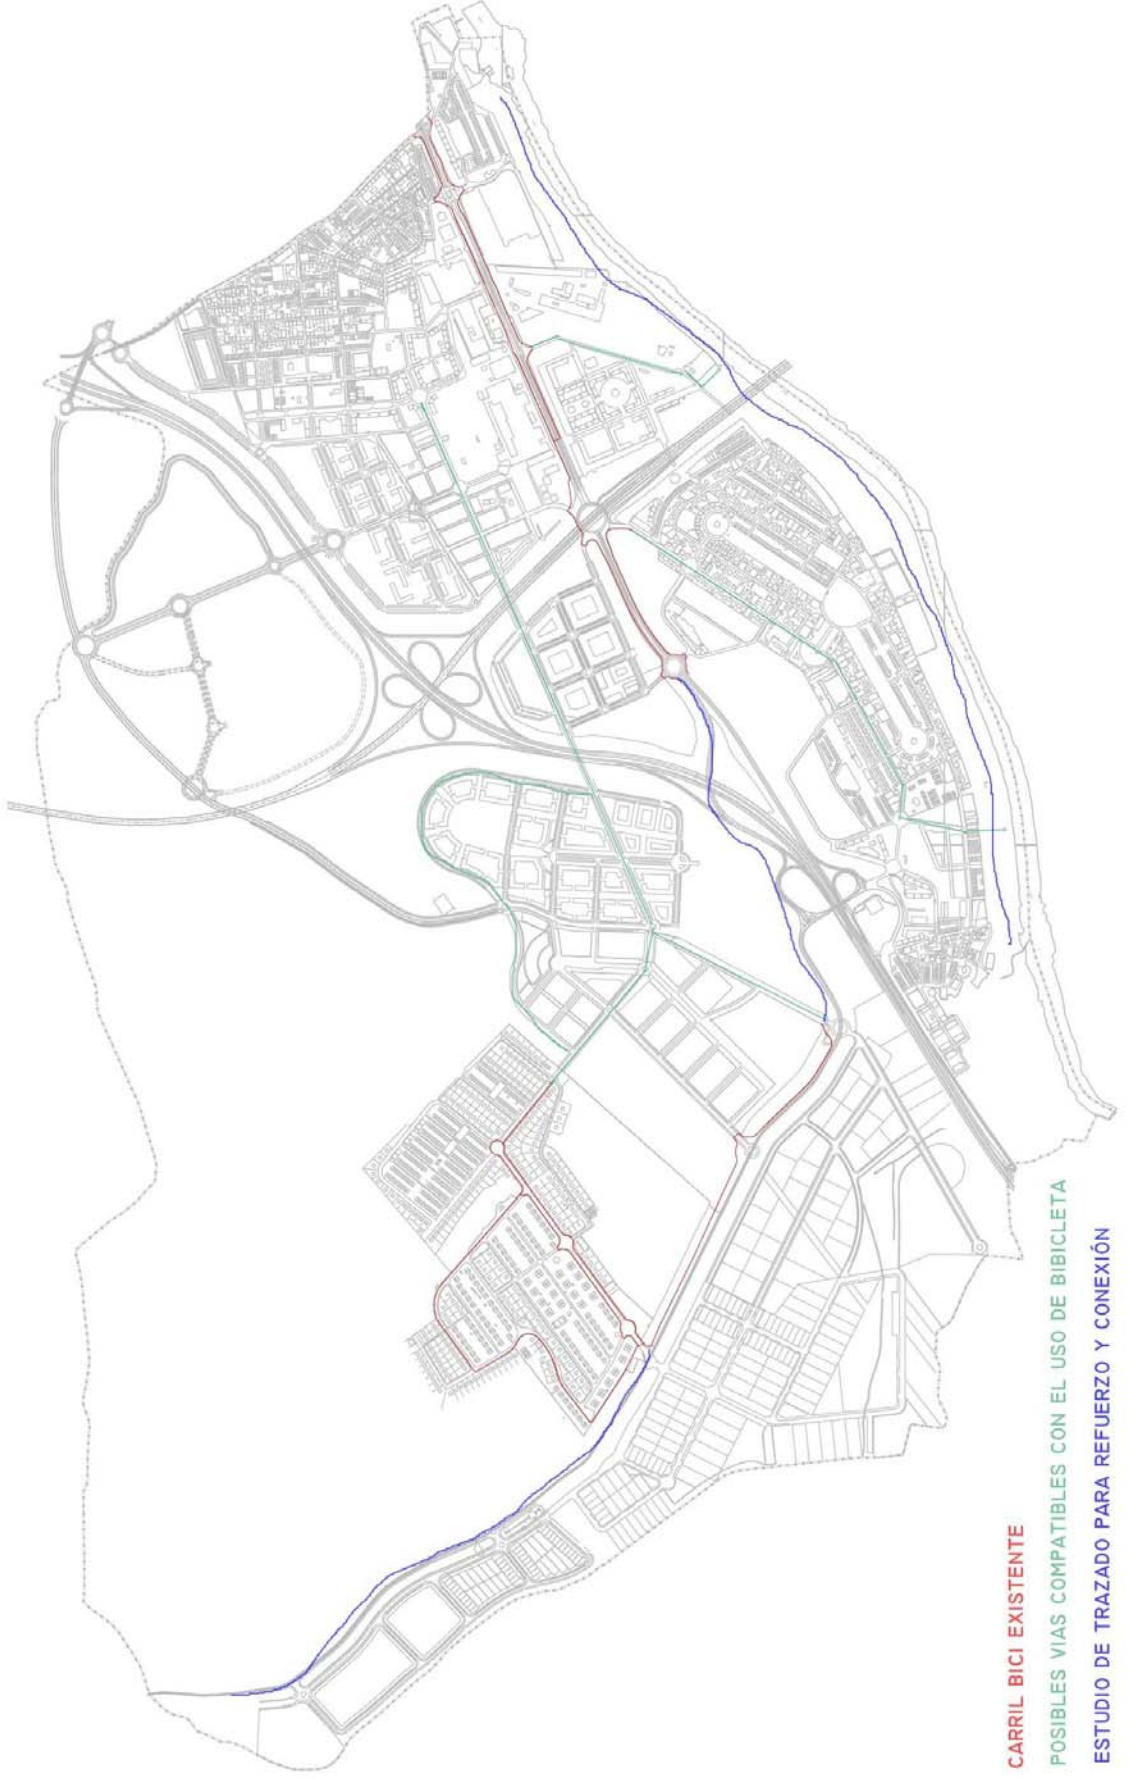 CARRIL BICI EXISTENTE
POSIBLES VIAS COMPATIBLES CON EL USO DE BIBICLETA
ESTUDIO DE TRAZADO PARA REFUERZO Y CONEXIÓN